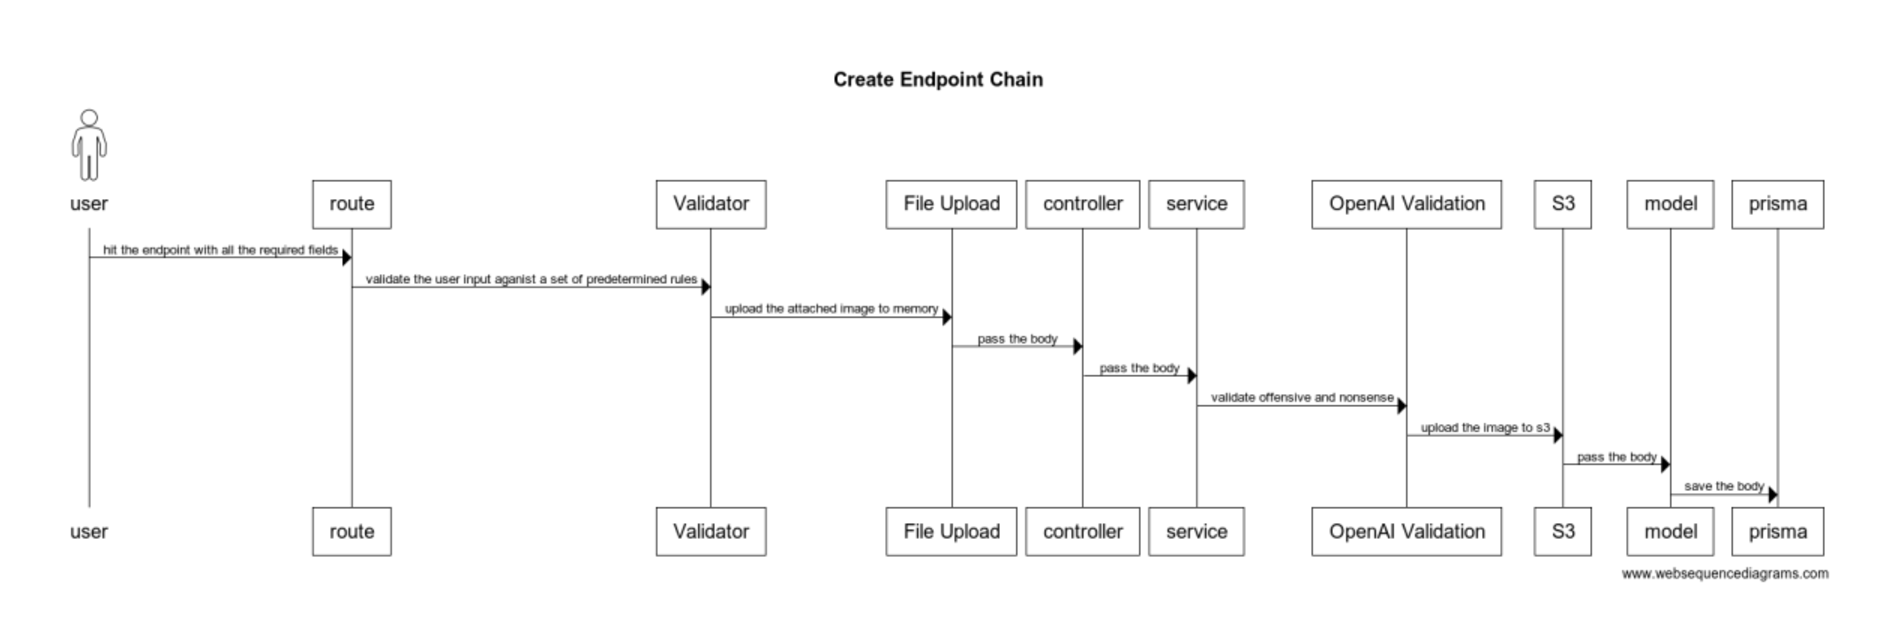 Create Endpoint Chain
user
route
Validator
File Upload
controller
service
OpenAI Validation
S3
model
prisma
hit the endpoint with all the required fields
validate the user input aganist a set of predetermined rules
upload the attached image to memory
pass the body
pass the body
validate offensive and nonsense
upload the image to s3
pass the body
save the body
user
route
Validator
File Upload
controller
service
OpenAI Validation
S3
model
prisma
www.websequencediagrams.com